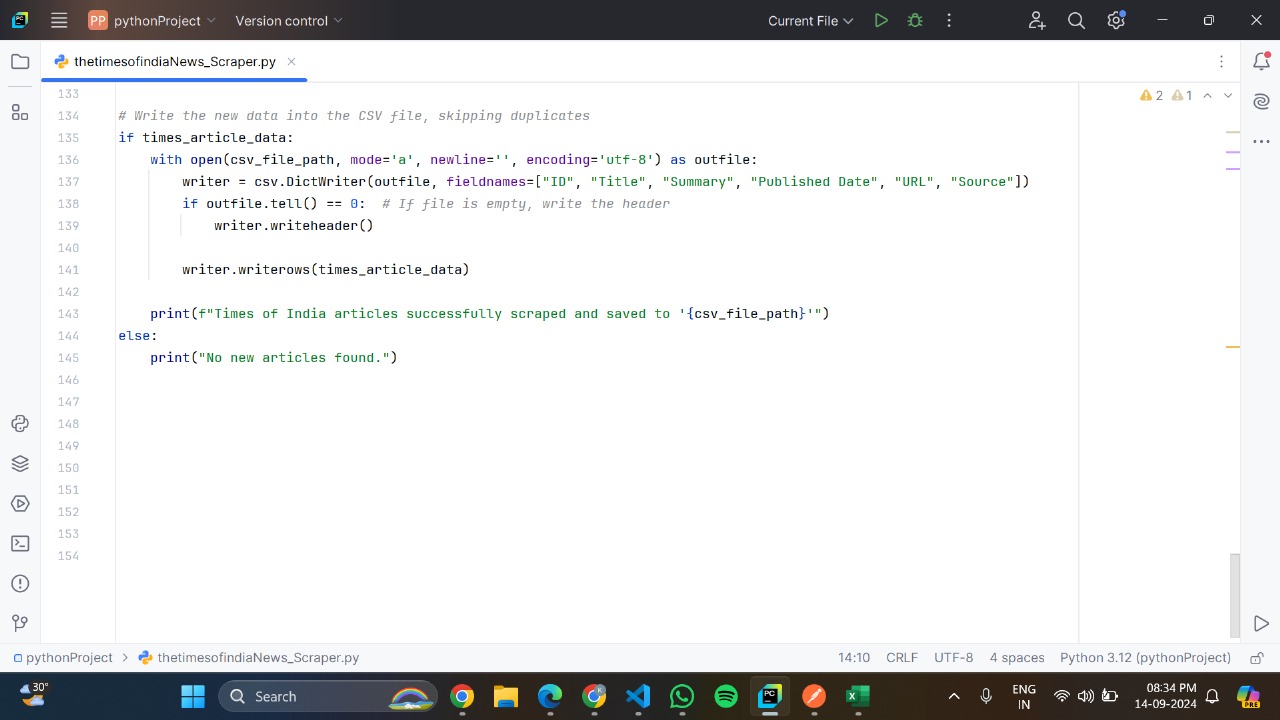 PP pythonProject Version control Current File
thetimesofindiaNews_Scraper.py
2 1
133
134 # Write the new data into the CSV file, skipping duplicates
135 if times_article_data:
136 with open(csv_file_path, mode='a', newline='', encoding='utf-8') as outfile:
137 writer = csv.DictWriter(outfile, fieldnames=["ID", "Title", "Summary", "Published Date", "URL", "Source"])
138 if outfile.tell() == 0:  # If file is empty, write the header
139 writer.writeheader()
140
141 writer.writerows(times_article_data)
142
143 print(f"Times of India articles successfully scraped and saved to '{csv_file_path}'")
144 else:
145 print("No new articles found.")
146
147
148
149
150
151
152
153
154
pythonProject > thetimesofindiaNews_Scraper.py 14:10 CRLF UTF-8 4 spaces Python 3.12 (pythonProject)
30° Search PC X ENG IN 08:34 PM 14-09-2024 PRE